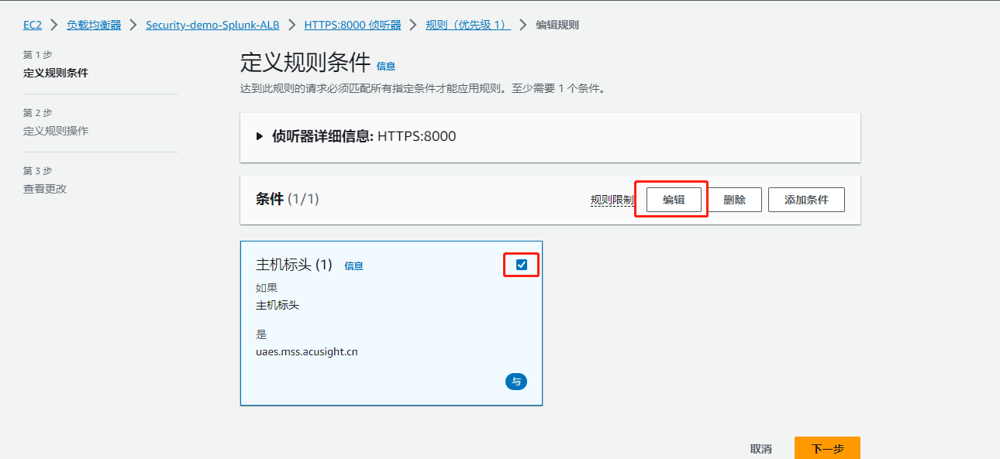 EC2 > 负载均衡器 > Security-demo-Splunk-ALB > HTTPS:8000 侦听器 > 规则（优先级 1） > 编辑规则
第 1 步
定义规则条件
第 2 步
定义规则操作
第 3 步
查看更改
定义规则条件 信息
达到此规则的请求必须匹配所有指定条件才能应用规则。至少需要 1 个条件。
侦听器详细信息: HTTPS:8000
条件 (1/1) 规则限制 编辑 删除 添加条件
主机标头 (1) 信息
如果
主机标头
是
uaes.mss.acusight.cn
与
取消 下一步